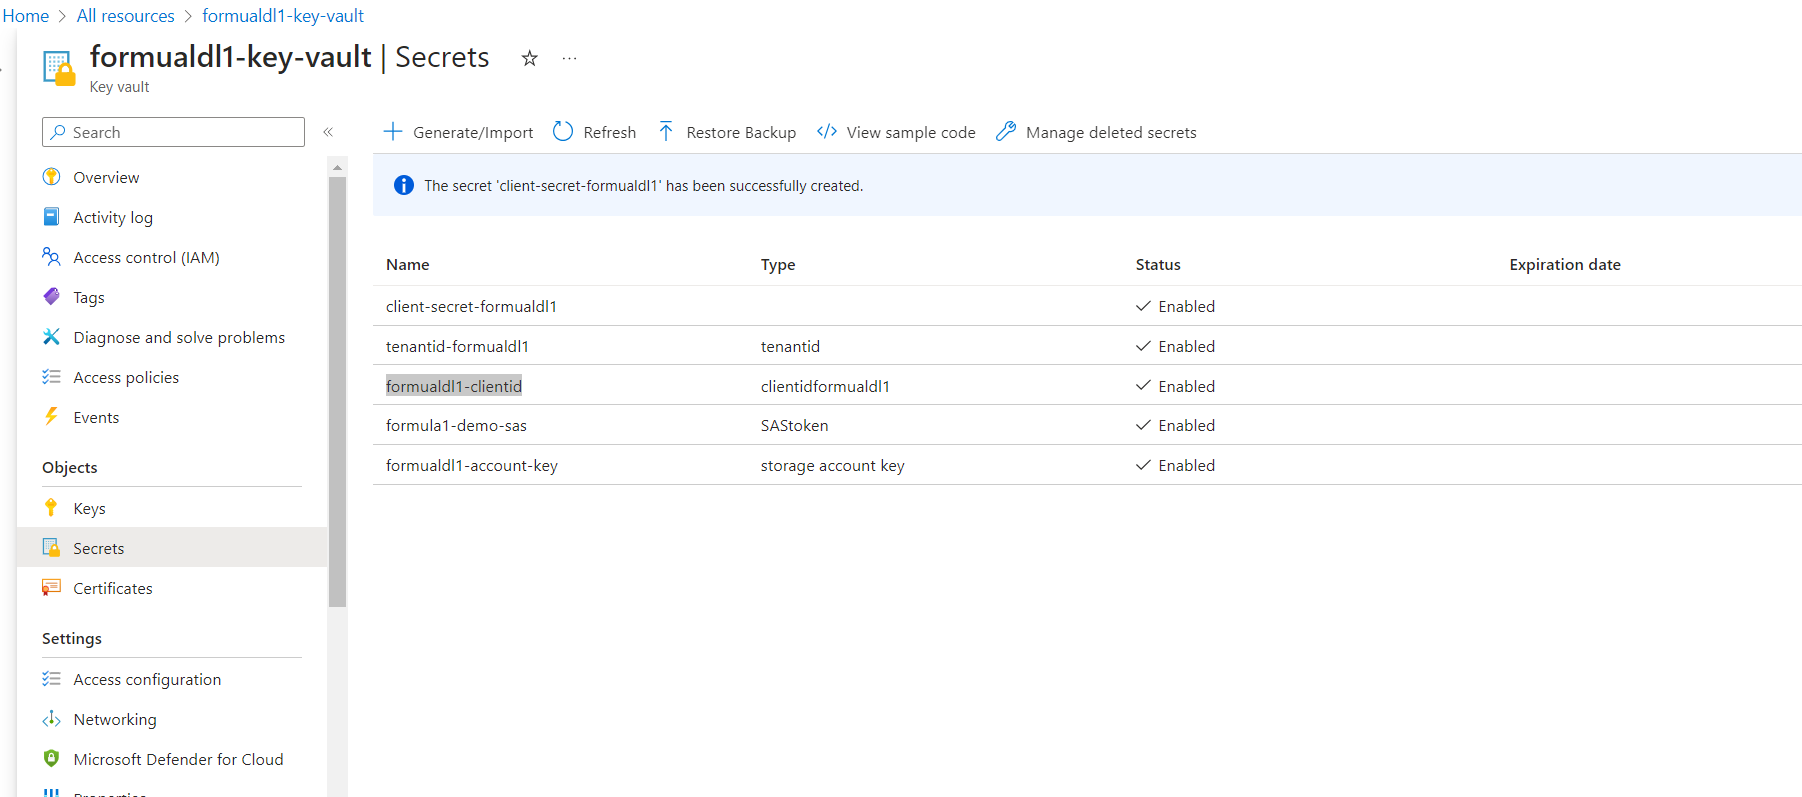 Home > All resources > formualdl1-key-vault
formualdl1-key-vault | Secrets ☆ ...
Key vault
Search «
Generate/Import Refresh Restore Backup View sample code Manage deleted secrets
The secret 'client-secret-formualdl1' has been successfully created.
Overview
Activity log
Access control (IAM)
Tags
Diagnose and solve problems
Access policies
Events
Objects
Keys
Secrets
Certificates
Settings
Access configuration
Networking
Microsoft Defender for Cloud
Properties
Name Type Status Expiration date
client-secret-formualdl1 Enabled
tenantid-formualdl1 tenantid Enabled
formualdl1-clientid clientidformualdl1 Enabled
formula1-demo-sas SAStoken Enabled
formualdl1-account-key storage account key Enabled